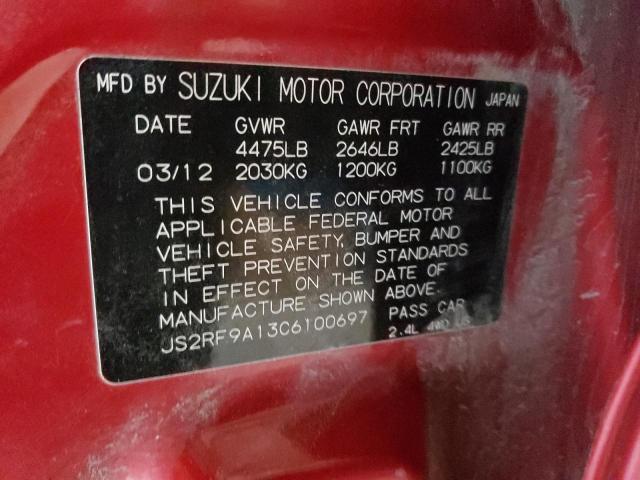 MFD BY SUZUKI MOTOR CORPORATION JAPAN
DATE GVWR GAWR FRT GAWR RR
4475LB 2646LB 2425LB
03/12 2030KG 1200KG 1100KG
THIS VEHICLE CONFORMS TO ALL
APPLICABLE FEDERAL MOTOR
VEHICLE SAFETY, BUMPER AND
THEFT PREVENTION STANDARDS
IN EFFECT ON THE DATE OF
MANUFACTURE SHOWN ABOVE.
JS2RF9A13C6100697 PASS CAR
2.4L 4WD US